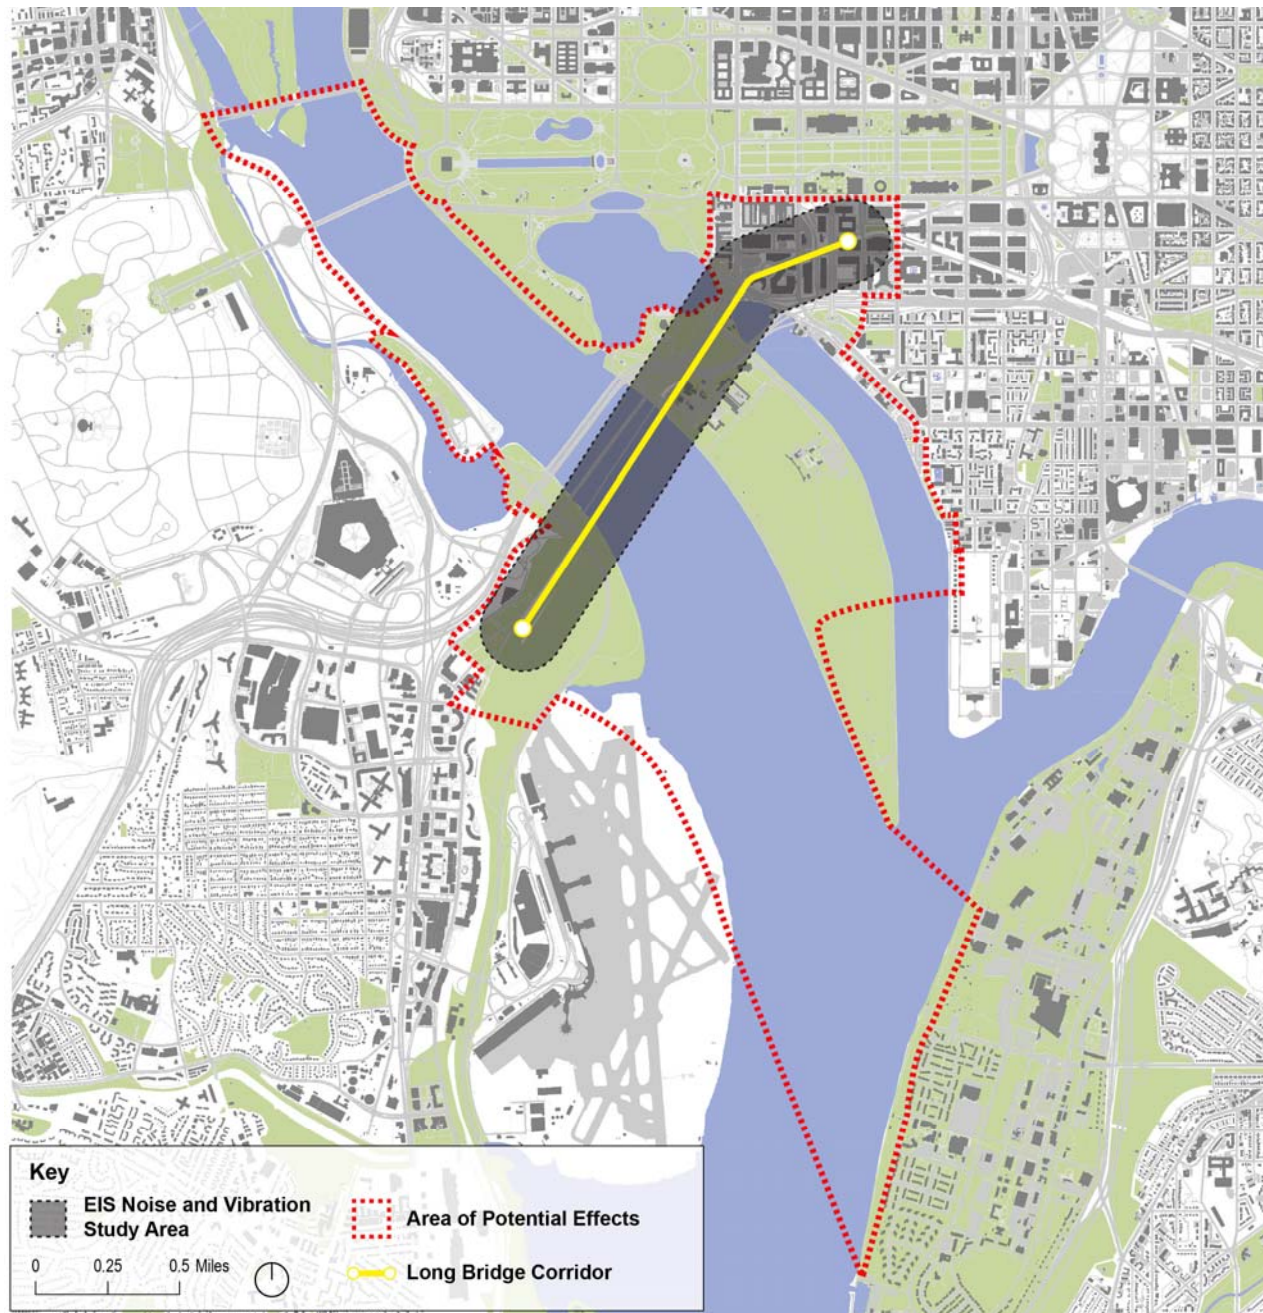 Key
EIS Noise and Vibration
Study Area
Area of Potential Effects
0 0.25 0.5 Miles
Long Bridge Corridor